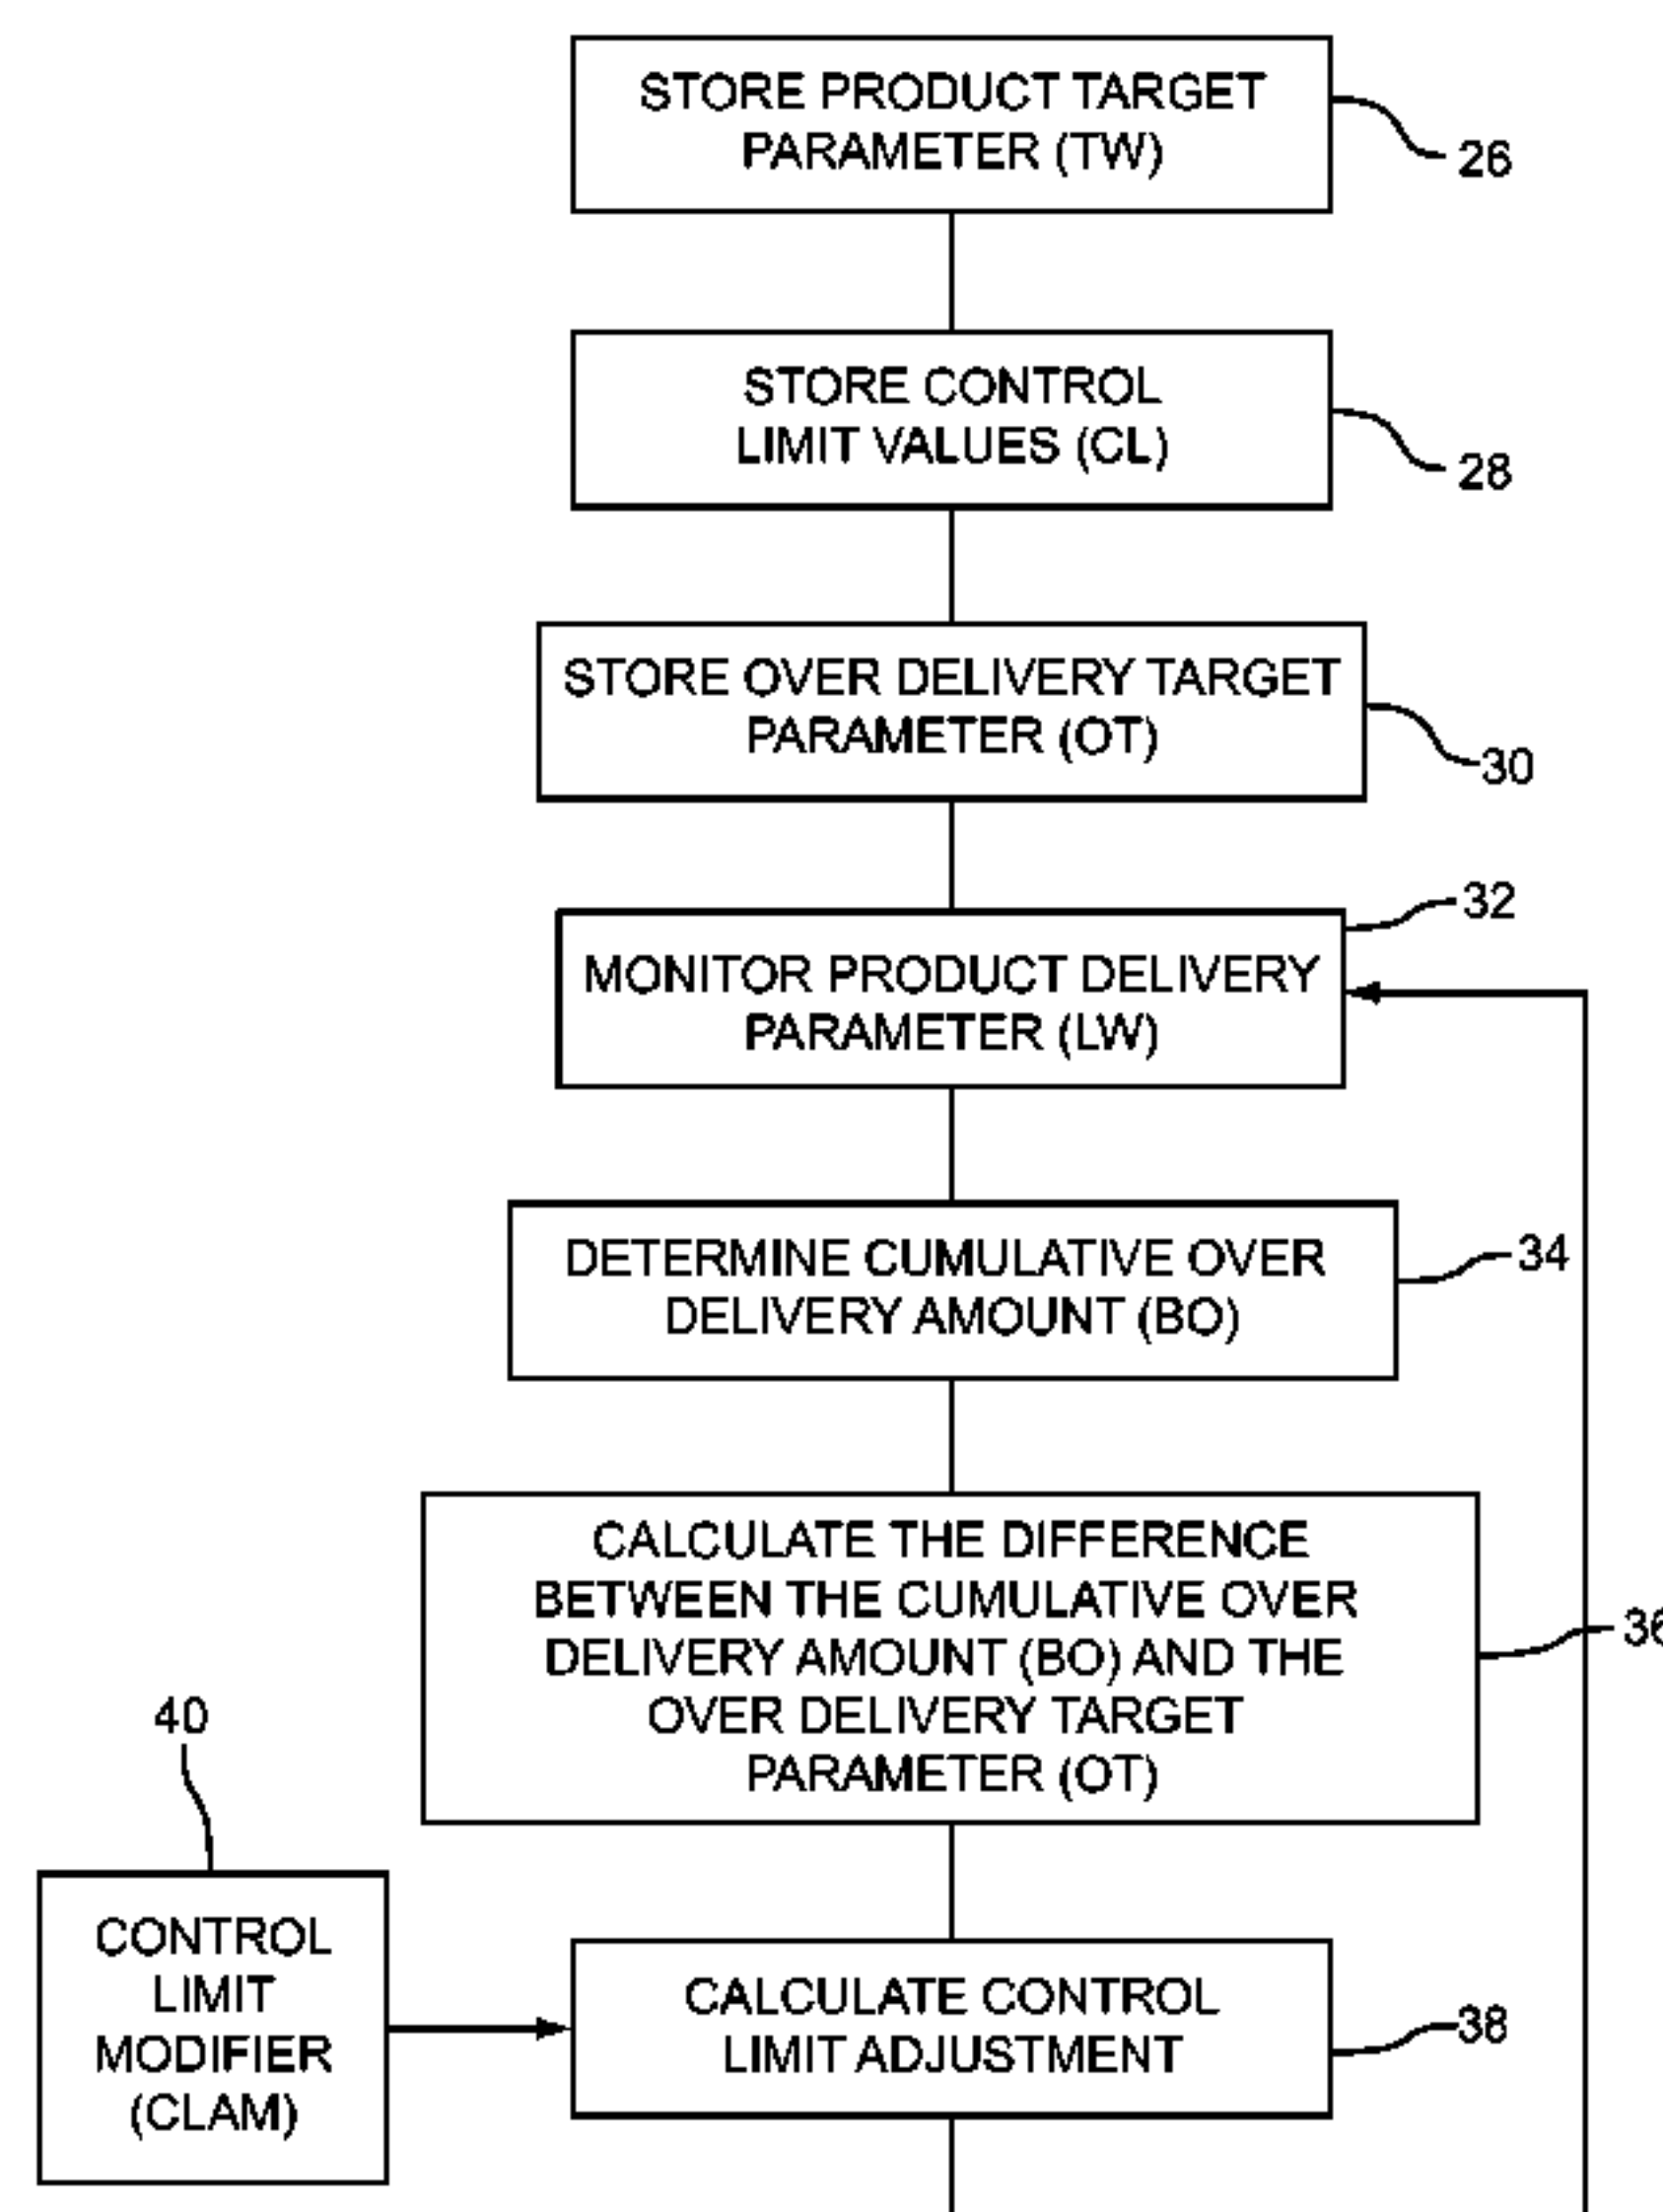 STORE PRODUCT TARGET
PARAMETER (TW)
26
STORE CONTROL
LIMIT VALUES (CL)
28
STORE OVER DELIVERY TARGET
PARAMETER (OT)
30
32
MONITOR PRODUCT DELIVERY
PARAMETER (LW)
DETERMINE CUMULATIVE OVER
DELIVERY AMOUNT (BO)
34
CALCULATE THE DIFFERENCE
BETWEEN THE CUMULATIVE OVER
DELIVERY AMOUNT (BO) AND THE
OVER DELIVERY TARGET
PARAMETER (OT)
36
40
CONTROL
LIMIT
MODIFIER
(CLAM)
CALCULATE CONTROL
LIMIT ADJUSTMENT
38